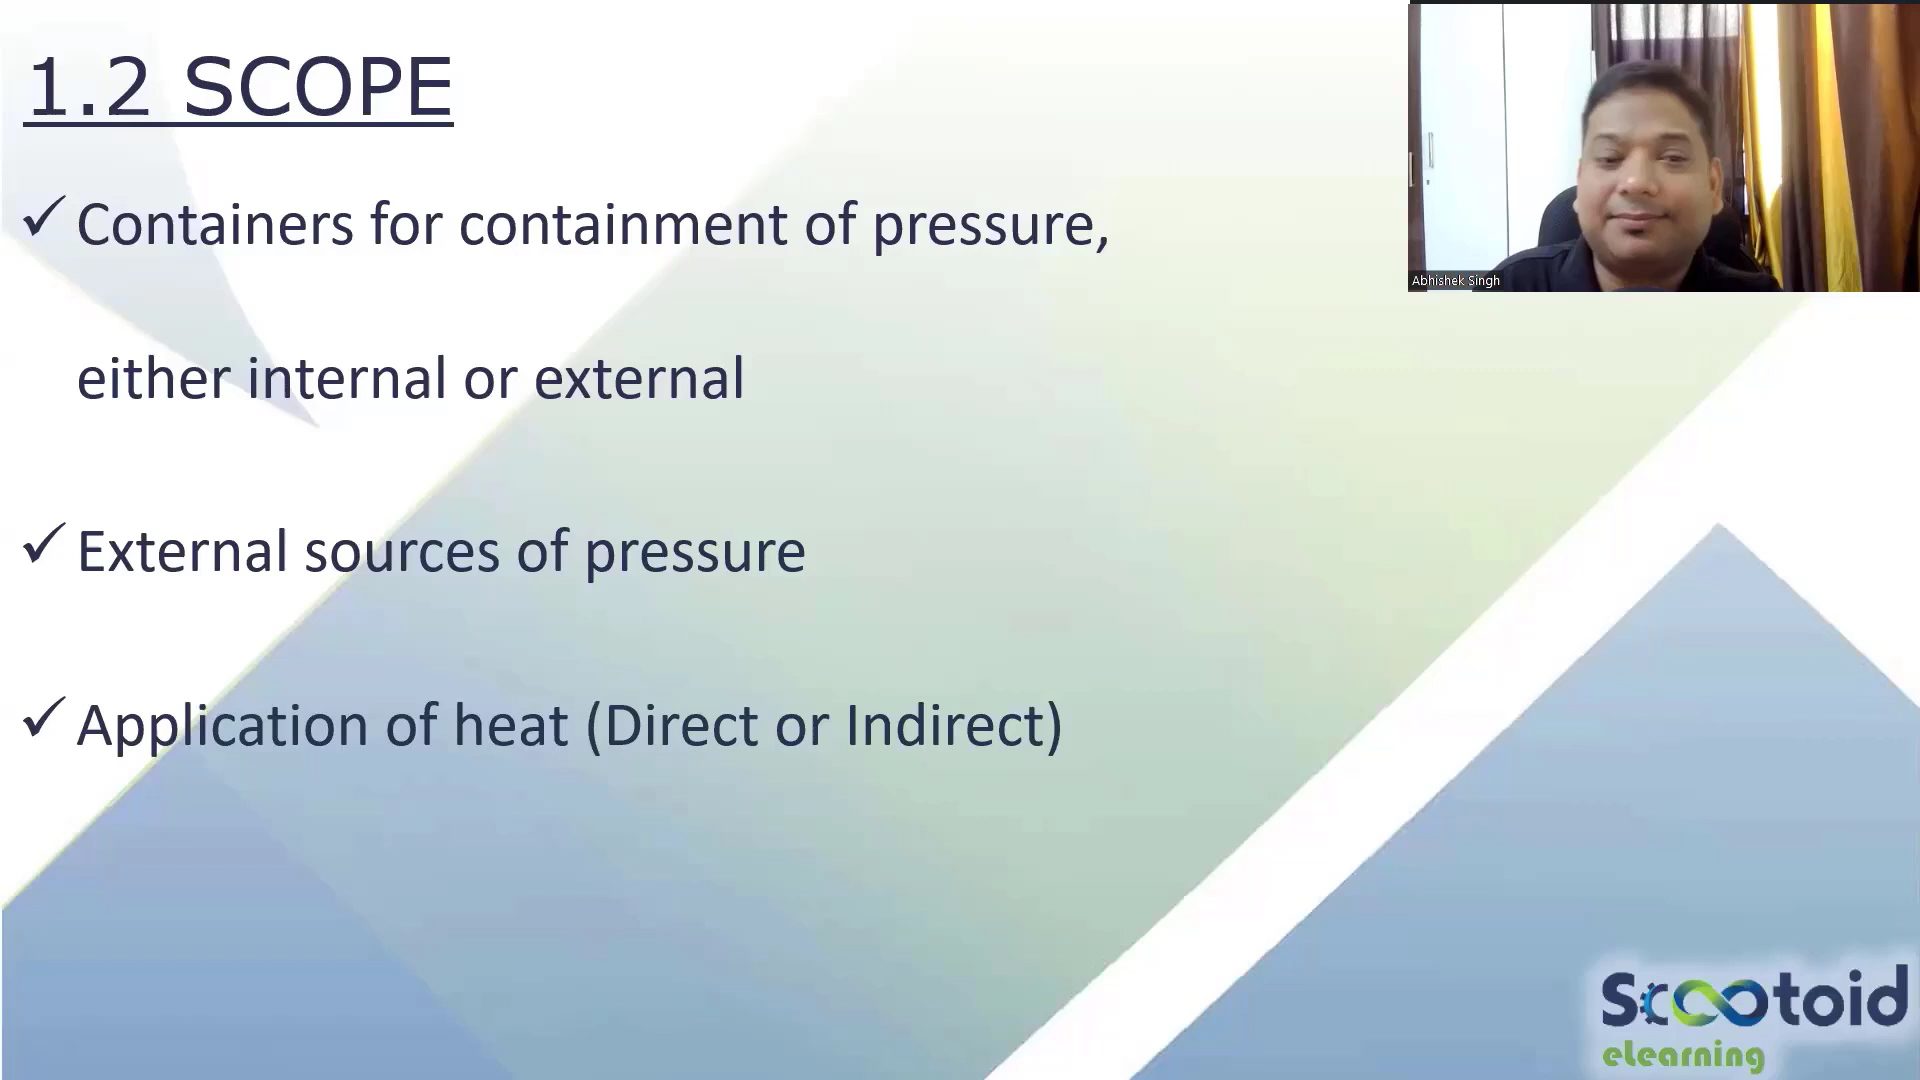 1.2 SCOPE
✓ Containers for containment of pressure,
either internal or external
✓ External sources of pressure
✓ Application of heat (Direct or Indirect)
Abhishek Singh
Scootoid
elearning